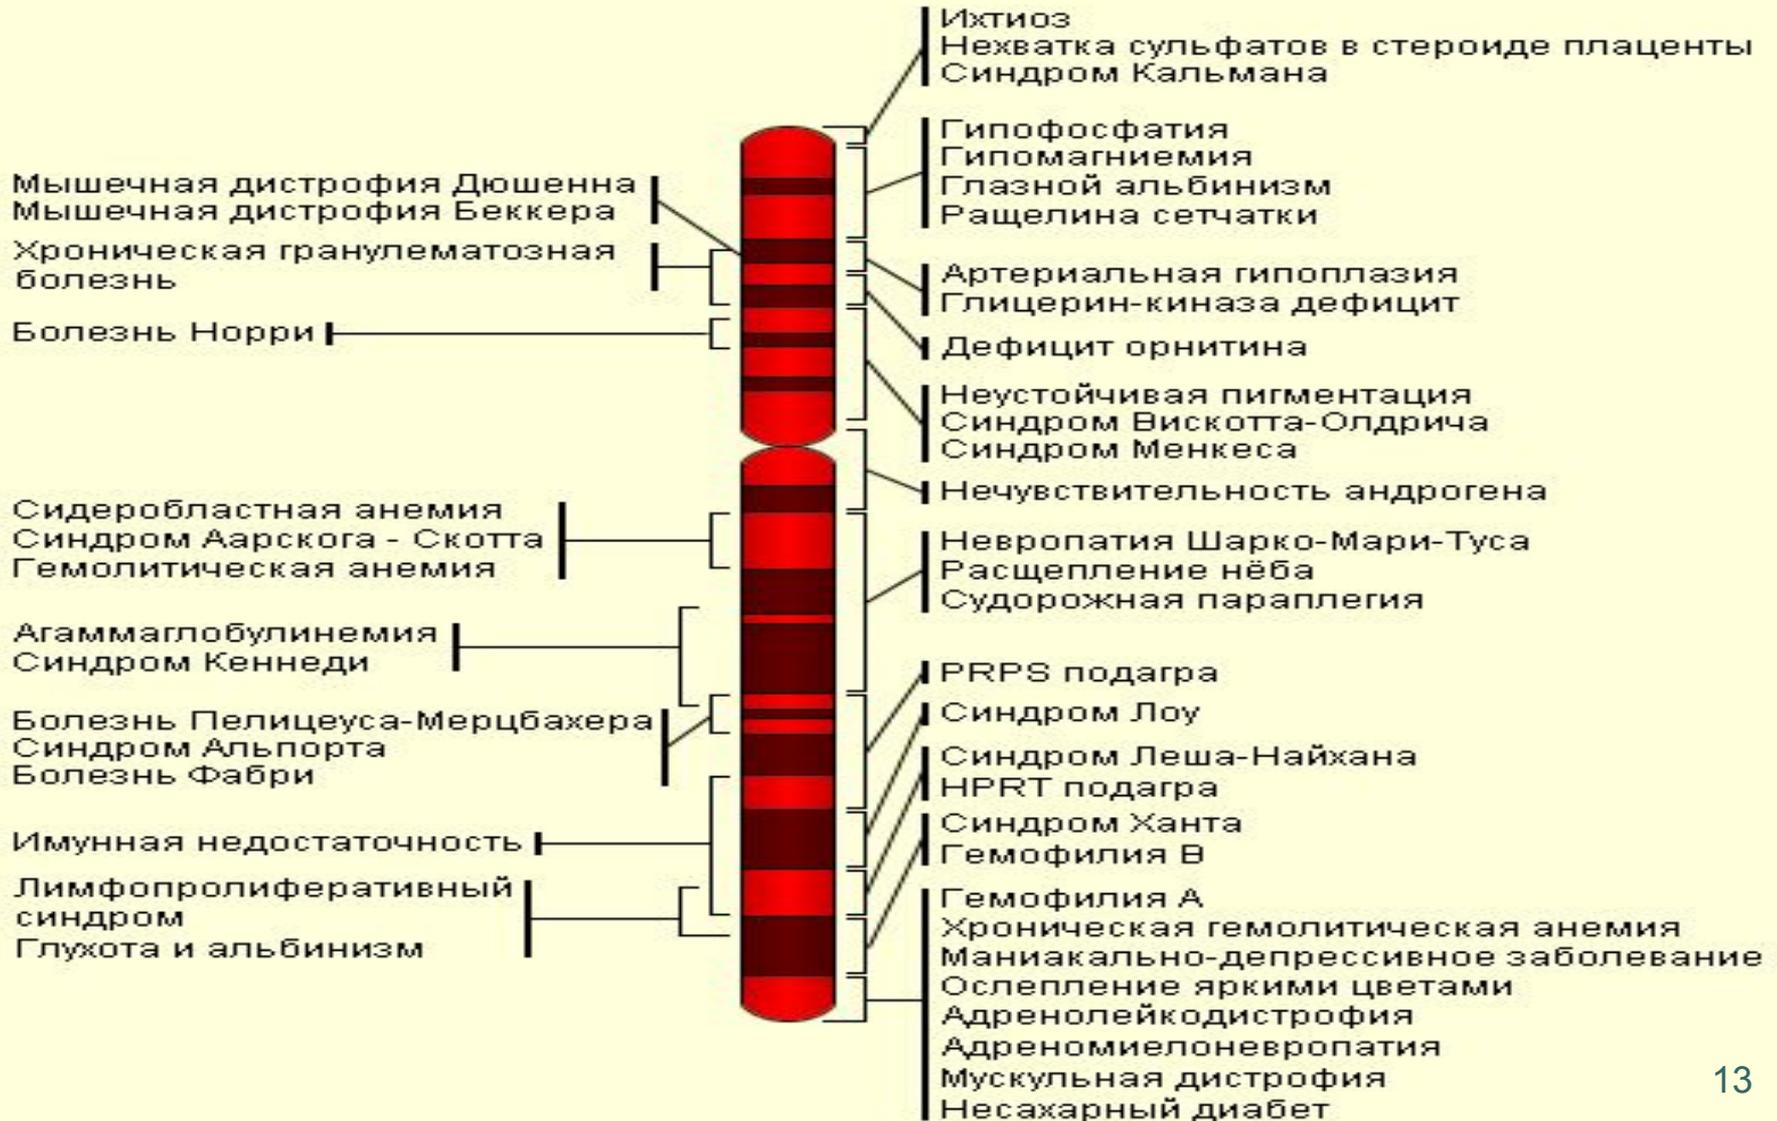 Мышечная дистрофия Дюшенна
Мышечная дистрофия Беккера
Хроническая гранулематозная
болезнь
Болезнь Норри
Сидеробластная анемия
Синдром Аарскога - Скотта
Гемолитическая анемия
Агаммаглобулинемия
Синдром Кеннеди
Болезнь Пелицеуса-Мерцбахера
Синдром Альпорта
Болезнь Фабри
Имунная недостаточность
Лимфопролиферативный
синдром
Глухота и альбинизм
Ихтиоз
Нехватка сульфатов в стероиде плаценты
Синдром Кальмана
Гипофосфатия
Гипомагниемия
Глазной альбинизм
Ращелина сетчатки
Артериальная гипоплазия
Глицерин-киназа дефицит
Дефицит орнитина
Неустойчивая пигментация
Синдром Вискотта-Олдрича
Синдром Менкеса
Нечувствительность андрогена
Невропатия Шарко-Мари-Туса
Расщепление нёба
Судорожная параплегия
PRPS подагра
Синдром Лоу
Синдром Леша-Найхана
HPRT подагра
Синдром Ханта
Гемофилия В
Гемофилия А
Хроническая гемолитическая анемия
Маниакально-депрессивное заболевание
Ослепление яркими цветами
Адренолейкодистрофия
Адреномиелоневропатия
Мускульная дистрофия
Несахарный диабет
13